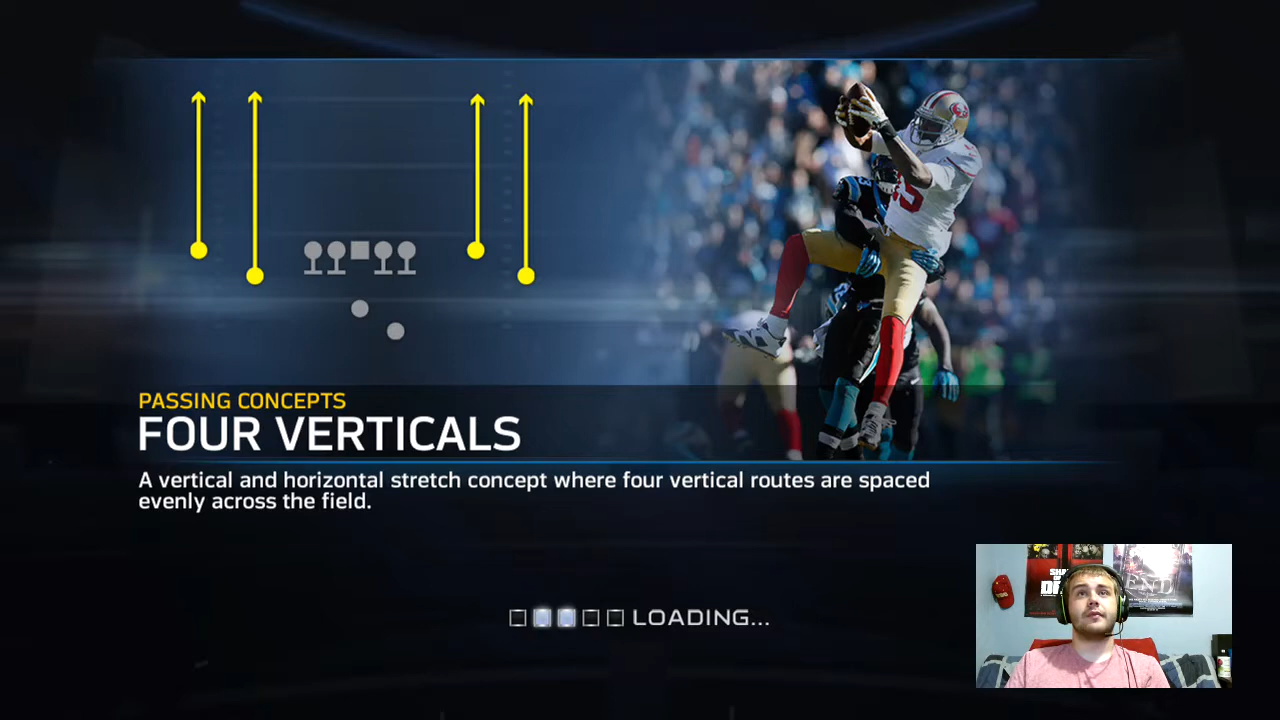 PASSING CONCEPTS
FOUR VERTICALS
A vertical and horizontal stretch concept where four vertical routes are spaced
evenly across the field.
LOADING...